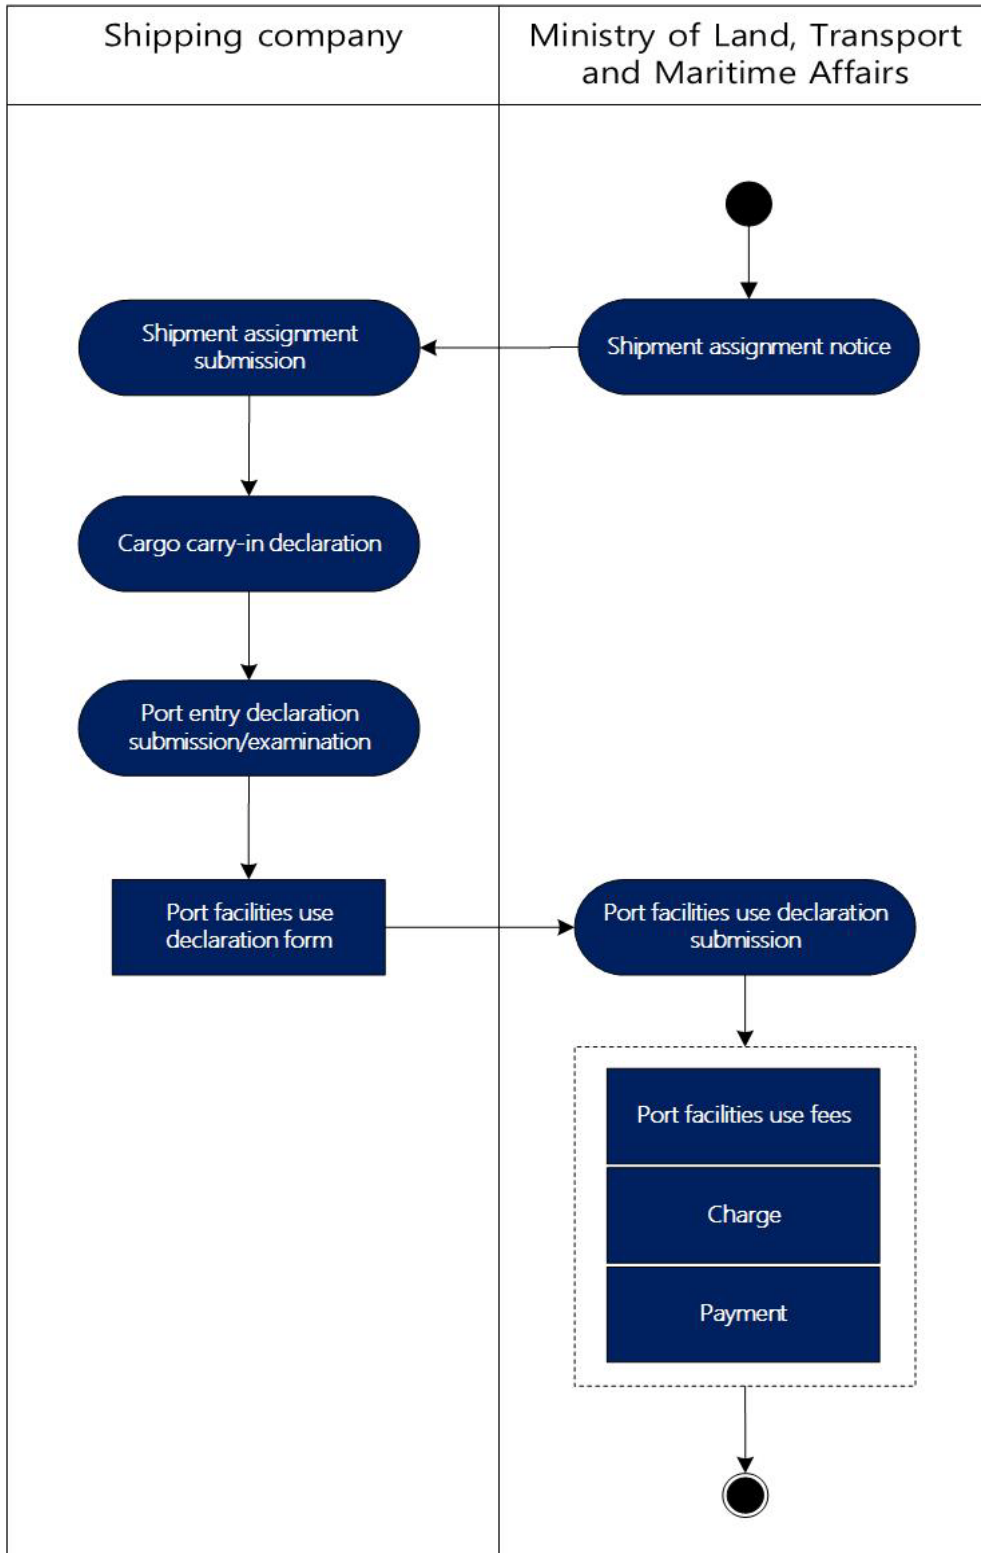 Shipping company
Ministry of Land, Transport
and Maritime Affairs
Shipment assignment
submission
Shipment assignment notice
Cargo carry-in declaration
Port entry declaration
submission/examination
Port facilities use
declaration form
Port facilities use declaration
submission
Port facilities use fees
Charge
Payment